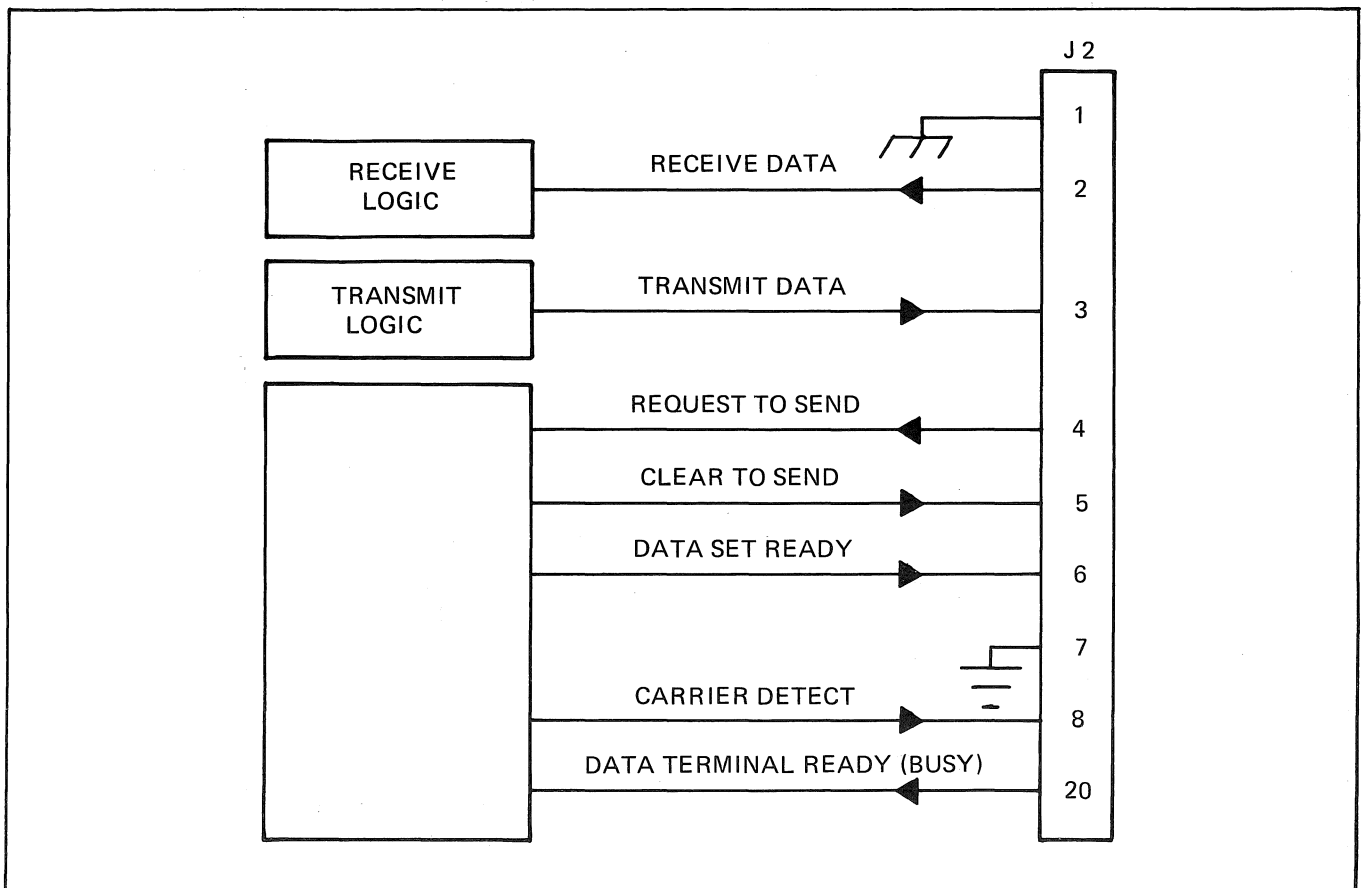 J 2
1
RECEIVE
LOGIC
RECEIVE DATA
2
TRANSMIT
LOGIC
TRANSMIT DATA
3
REQUEST TO SEND
4
CLEAR TO SEND
5
DATA SET READY
6
7
CARRIER DETECT
8
DATA TERMINAL READY (BUSY)
20